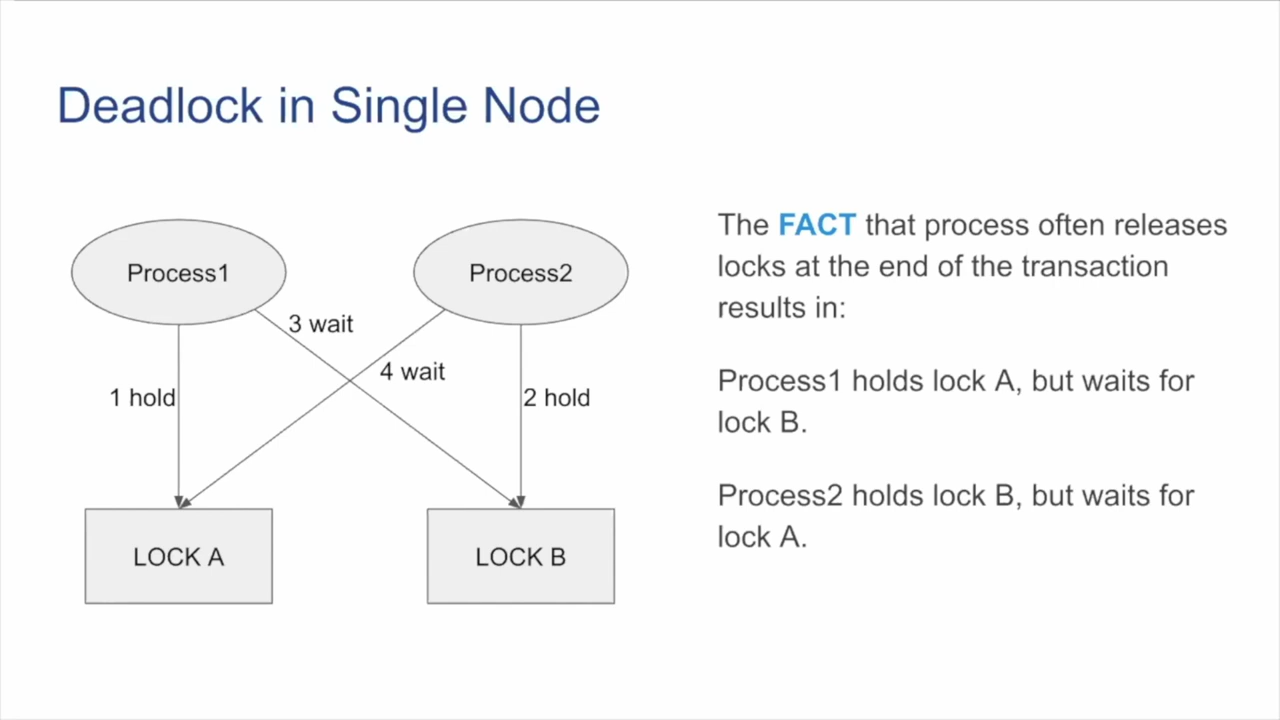 Deadlock in Single Node
Process1
Process2
3 wait
4 wait
1 hold
2 hold
LOCK A
LOCK B
The FACT that process often releases
locks at the end of the transaction
results in:
Process1 holds lock A, but waits for
lock B.
Process2 holds lock B, but waits for
lock A.